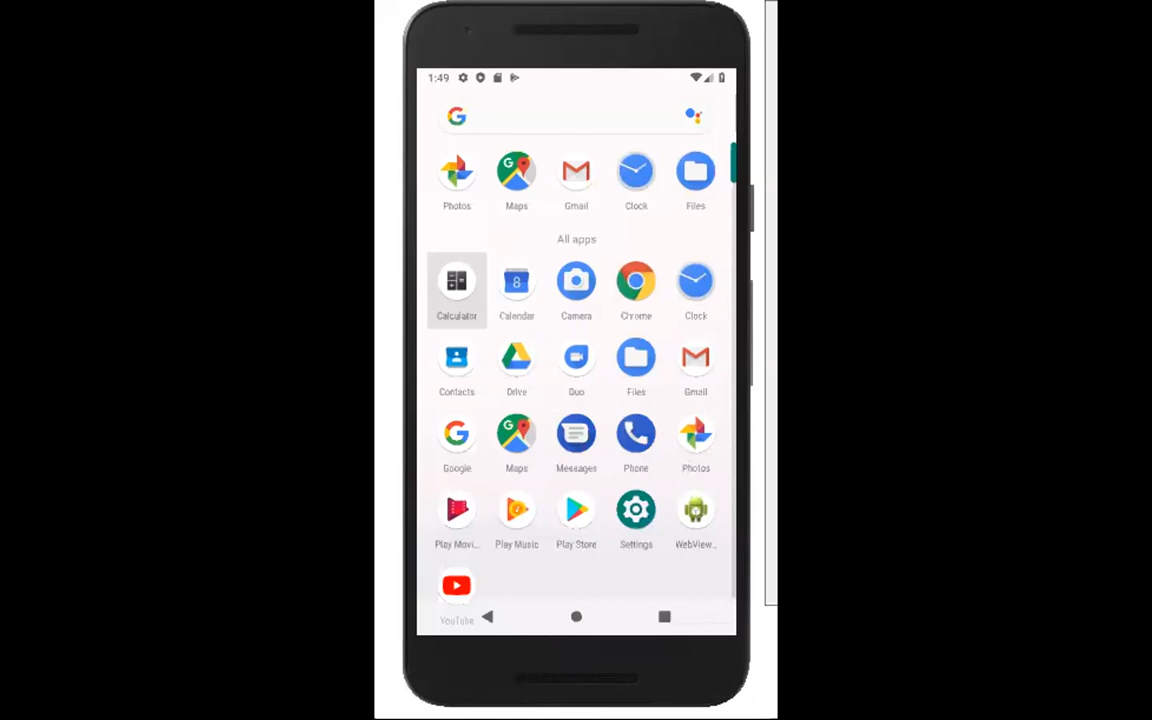 1:49
Photos Maps Gmail Clock Files
All apps
Calculator Calendar Camera Chrome Clock
Contacts Drive Duo Files Gmail
Google Maps Messages Phone Photos
Play Movi... Play Music Play Store Settings WebView..
YouTube